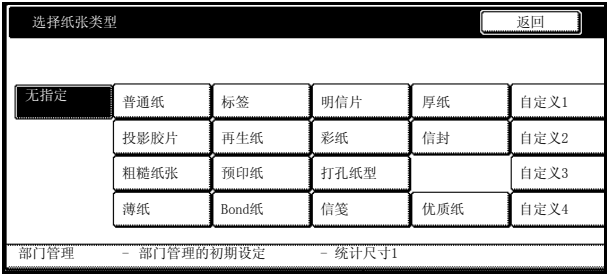 选择纸张类型 返回
无指定 普通纸 标签 明信片 厚纸 自定义1
投影胶片 再生纸 彩纸 信封 自定义2
粗糙纸张 预印纸 打孔纸型 自定义3
薄纸 Bond纸 信笺 优质纸 自定义4
部门管理 - 部门管理的初期设定 - 统计尺寸1